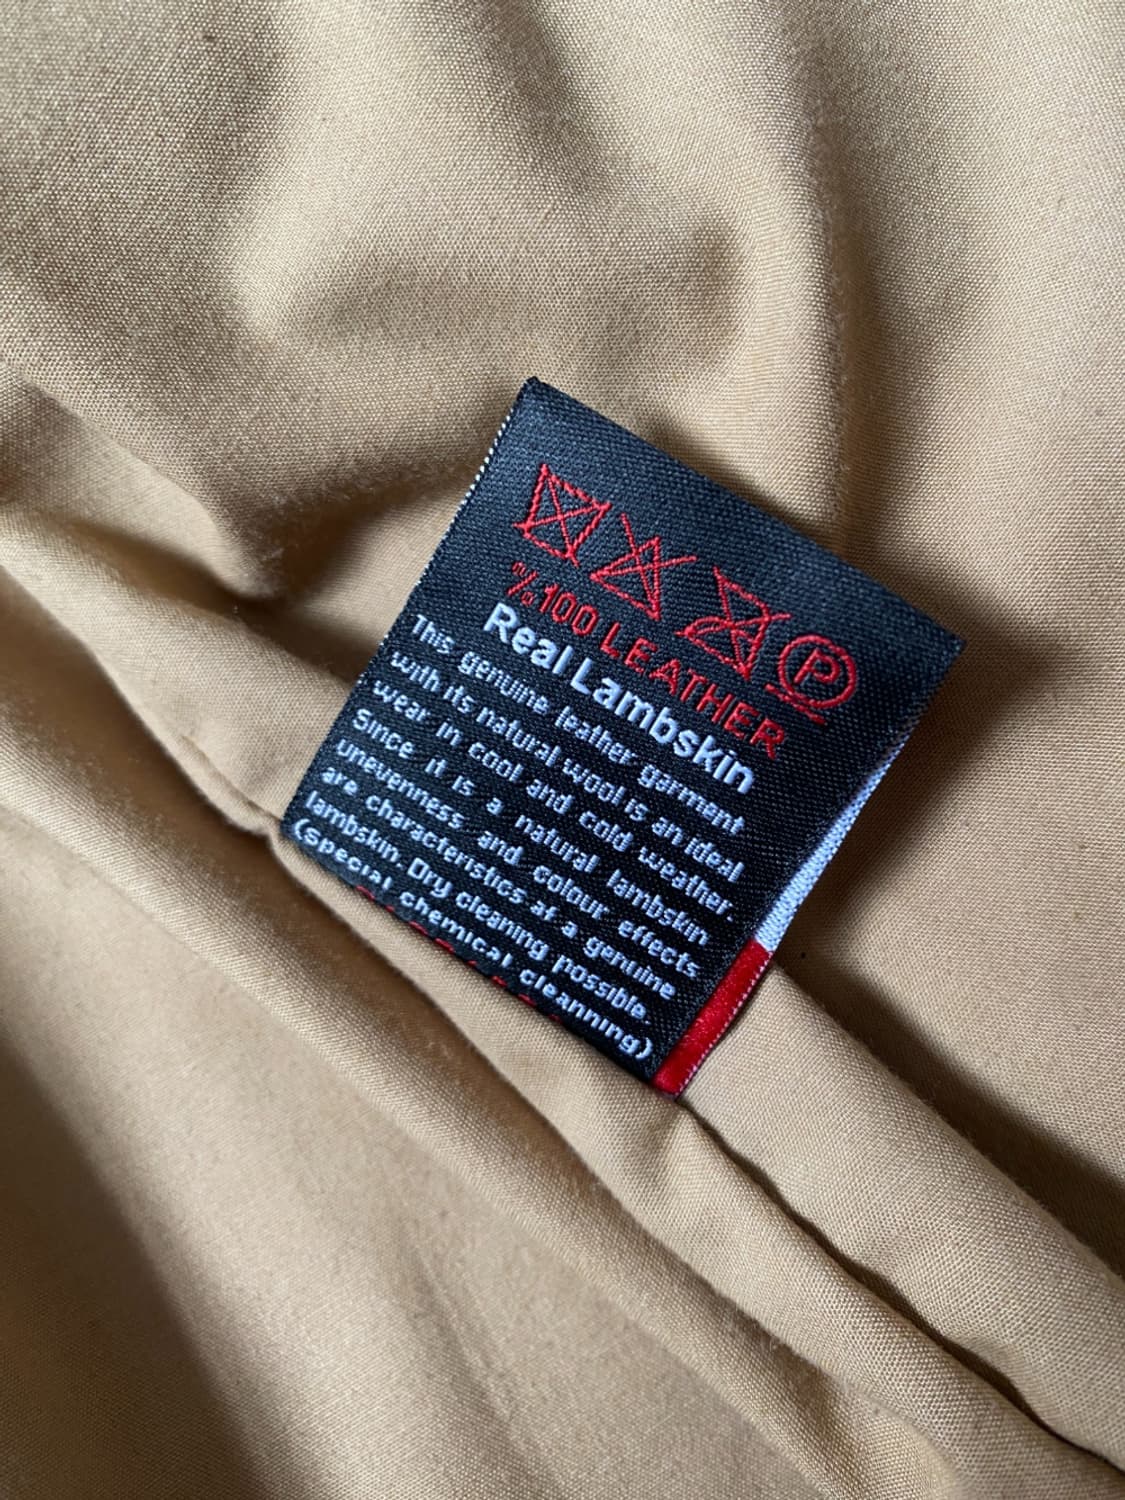 P
%100 LEATHER
Real Lambskin
This genuine leather garment
with its natural wool is an ideal
wear in cool and cold weather.
Since it is a natural lambskin
unevenness and colour effects
are characteristics af a genuine
lambskin. Dry cleaning possible.
(Special chemical cleanning)